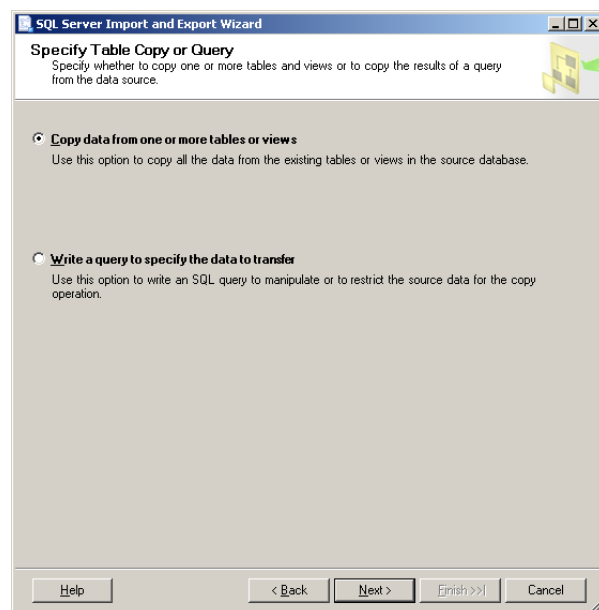 SQL Server Import and Export Wizard
Specify Table Copy or Query
Specify whether to copy one or more tables and views or to copy the results of a query
from the data source.
Copy data from one or more tables or views
Use this option to copy all the data from the existing tables or views in the source database.
Write a query to specify the data to transfer
Use this option to write an SQL query to manipulate or to restrict the source data for the copy
operation.
Help < Back Next > Finish >>| Cancel